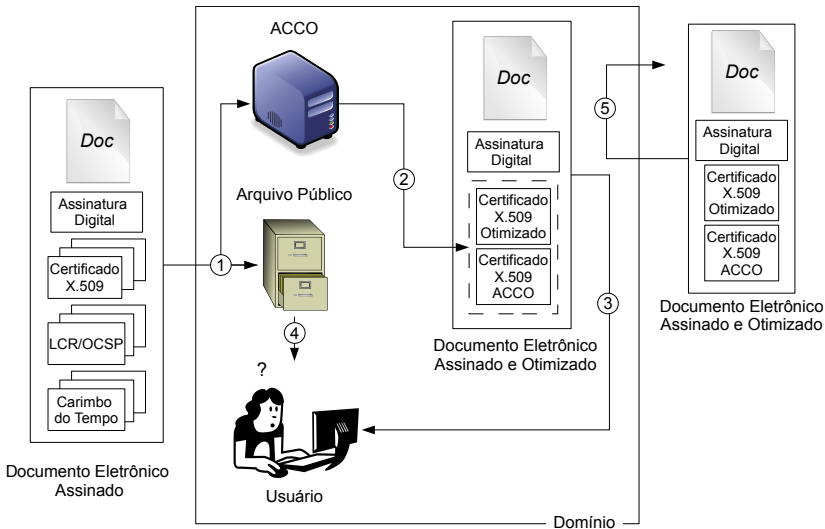 Doc
Assinatura
Digital
Certificado
X.509
LCR/OCSP
Carimbo
do Tempo
Documento Eletrônico
Assinado
1
ACCO
Arquivo Público
4
?
Usuário
2
Doc
Assinatura
Digital
Certificado
X.509
Otimizado
Certificado
X.509
ACCO
Documento Eletrônico
Assinado e Otimizado
3
Domínio
5
Doc
Assinatura
Digital
Certificado
X.509
Otimizado
Certificado
X.509
ACCO
Documento Eletrônico
Assinado e Otimizado